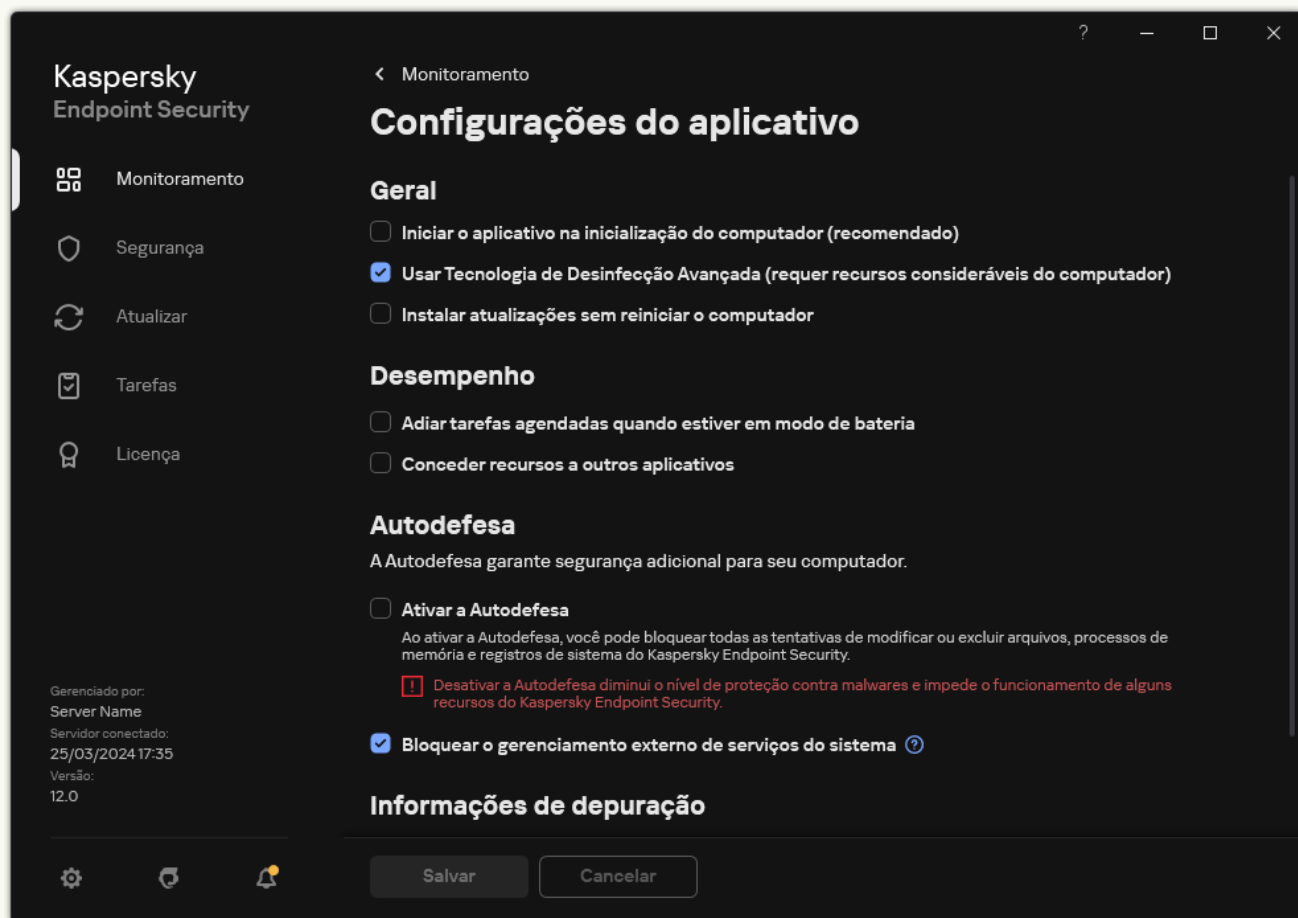 ?
Kaspersky
Endpoint Security
Monitoramento
Segurança
Atualizar
Tarefas
Licença
Gerenciado por:
Server Name
Servidor conectado:
25/03/2024 17:35
Versão:
12.0
Monitoramento
Configurações do aplicativo
Geral
Iniciar o aplicativo na inicialização do computador (recomendado)
Usar Tecnologia de Desinfecção Avançada (requer recursos consideráveis do computador)
Instalar atualizações sem reiniciar o computador
Desempenho
Adiar tarefas agendadas quando estiver em modo de bateria
Conceder recursos a outros aplicativos
Autodefesa
A Autodefesa garante segurança adicional para seu computador.
Ativar a Autodefesa
Ao ativar a Autodefesa, você pode bloquear todas as tentativas de modificar ou excluir arquivos, processos de
memória e registros de sistema do Kaspersky Endpoint Security.
! Desativar a Autodefesa diminui o nível de proteção contra malwares e impede o funcionamento de alguns
recursos do Kaspersky Endpoint Security.
Bloquear o gerenciamento externo de serviços do sistema ?
Informações de depuração
Salvar
Cancelar